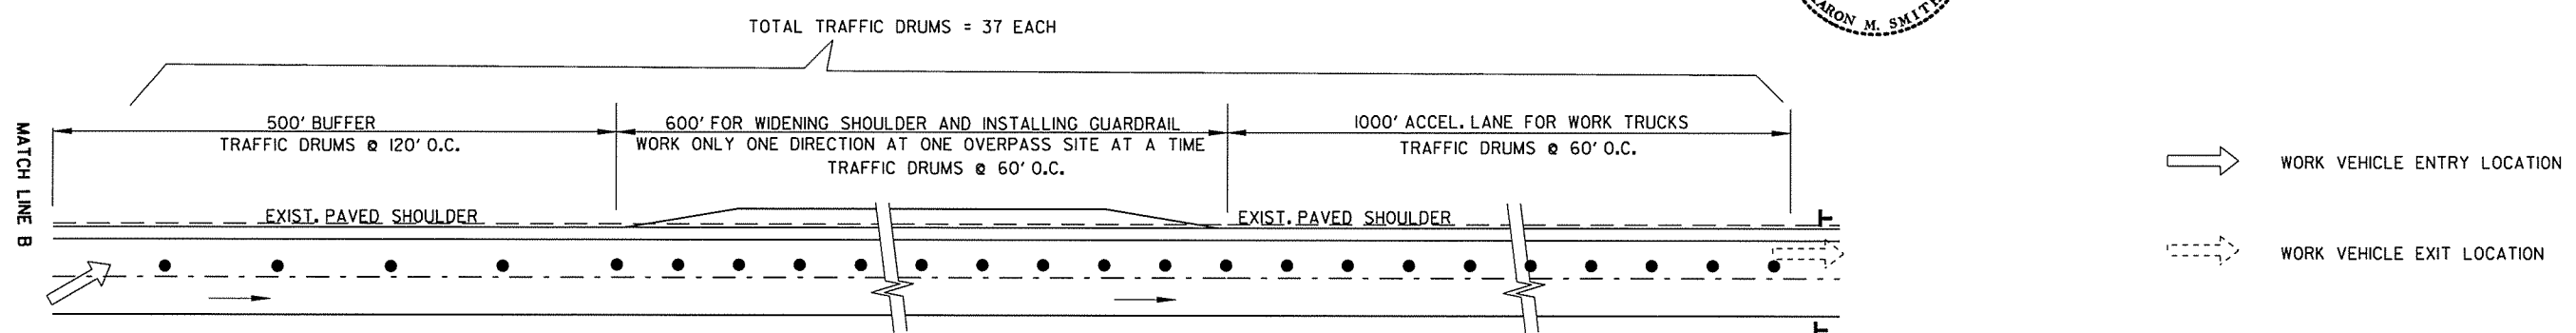 TOTAL TRAFFIC DRUMS = 37 EACH
ARON M. SMITH
500' BUFFER
TRAFFIC DRUMS @ 120' O.C.
600' FOR WIDENING SHOULDER AND INSTALLING GUARDRAIL
WORK ONLY ONE DIRECTION AT ONE OVERPASS SITE AT A TIME
TRAFFIC DRUMS @ 60' O.C.
1000' ACCEL. LANE FOR WORK TRUCKS
TRAFFIC DRUMS @ 60' O.C.
MATCH LINE B
EXIST. PAVED SHOULDER
EXIST. PAVED SHOULDER
WORK VEHICLE ENTRY LOCATION
WORK VEHICLE EXIT LOCATION